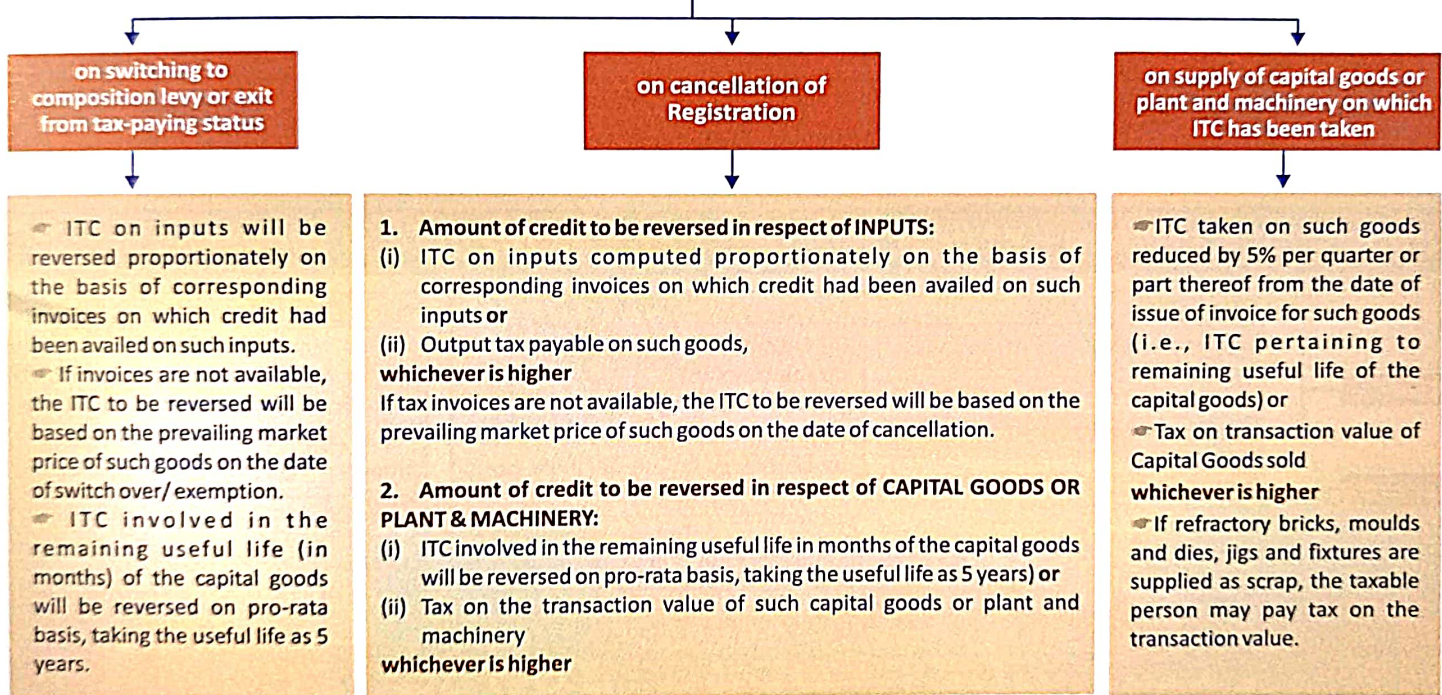 on switching to
composition levy or exit
from tax-paying status
on cancellation of
Registration
on supply of capital goods or
plant and machinery on which
ITC has been taken
☞ ITC on inputs will be
reversed proportionately on
the basis of corresponding
invoices on which credit had
been availed on such inputs.
☞ If invoices are not available,
the ITC to be reversed will be
based on the prevailing market
price of such goods on the date
of switch over/ exemption.
☞ ITC involved in the
remaining useful life (in
months) of the capital goods
will be reversed on pro-rata
basis, taking the useful life as 5
years.
1. Amount of credit to be reversed in respect of INPUTS:
(i) ITC on inputs computed proportionately on the basis of
corresponding invoices on which credit had been availed on such
inputs or
(ii) Output tax payable on such goods,
whichever is higher
If tax invoices are not available, the ITC to be reversed will be based on the
prevailing market price of such goods on the date of cancellation.
2. Amount of credit to be reversed in respect of CAPITAL GOODS OR
PLANT & MACHINERY:
(i) ITC involved in the remaining useful life in months of the capital goods
will be reversed on pro-rata basis, taking the useful life as 5 years) or
(ii) Tax on the transaction value of such capital goods or plant and
machinery
whichever is higher
☞ ITC taken on such goods
reduced by 5% per quarter or
part thereof from the date of
issue of invoice for such goods
(i.e., ITC pertaining to
remaining useful life of the
capital goods) or
☞ Tax on transaction value of
Capital Goods sold
whichever is higher
☞ If refractory bricks, moulds
and dies, jigs and fixtures are
supplied as scrap, the taxable
person may pay tax on the
transaction value.